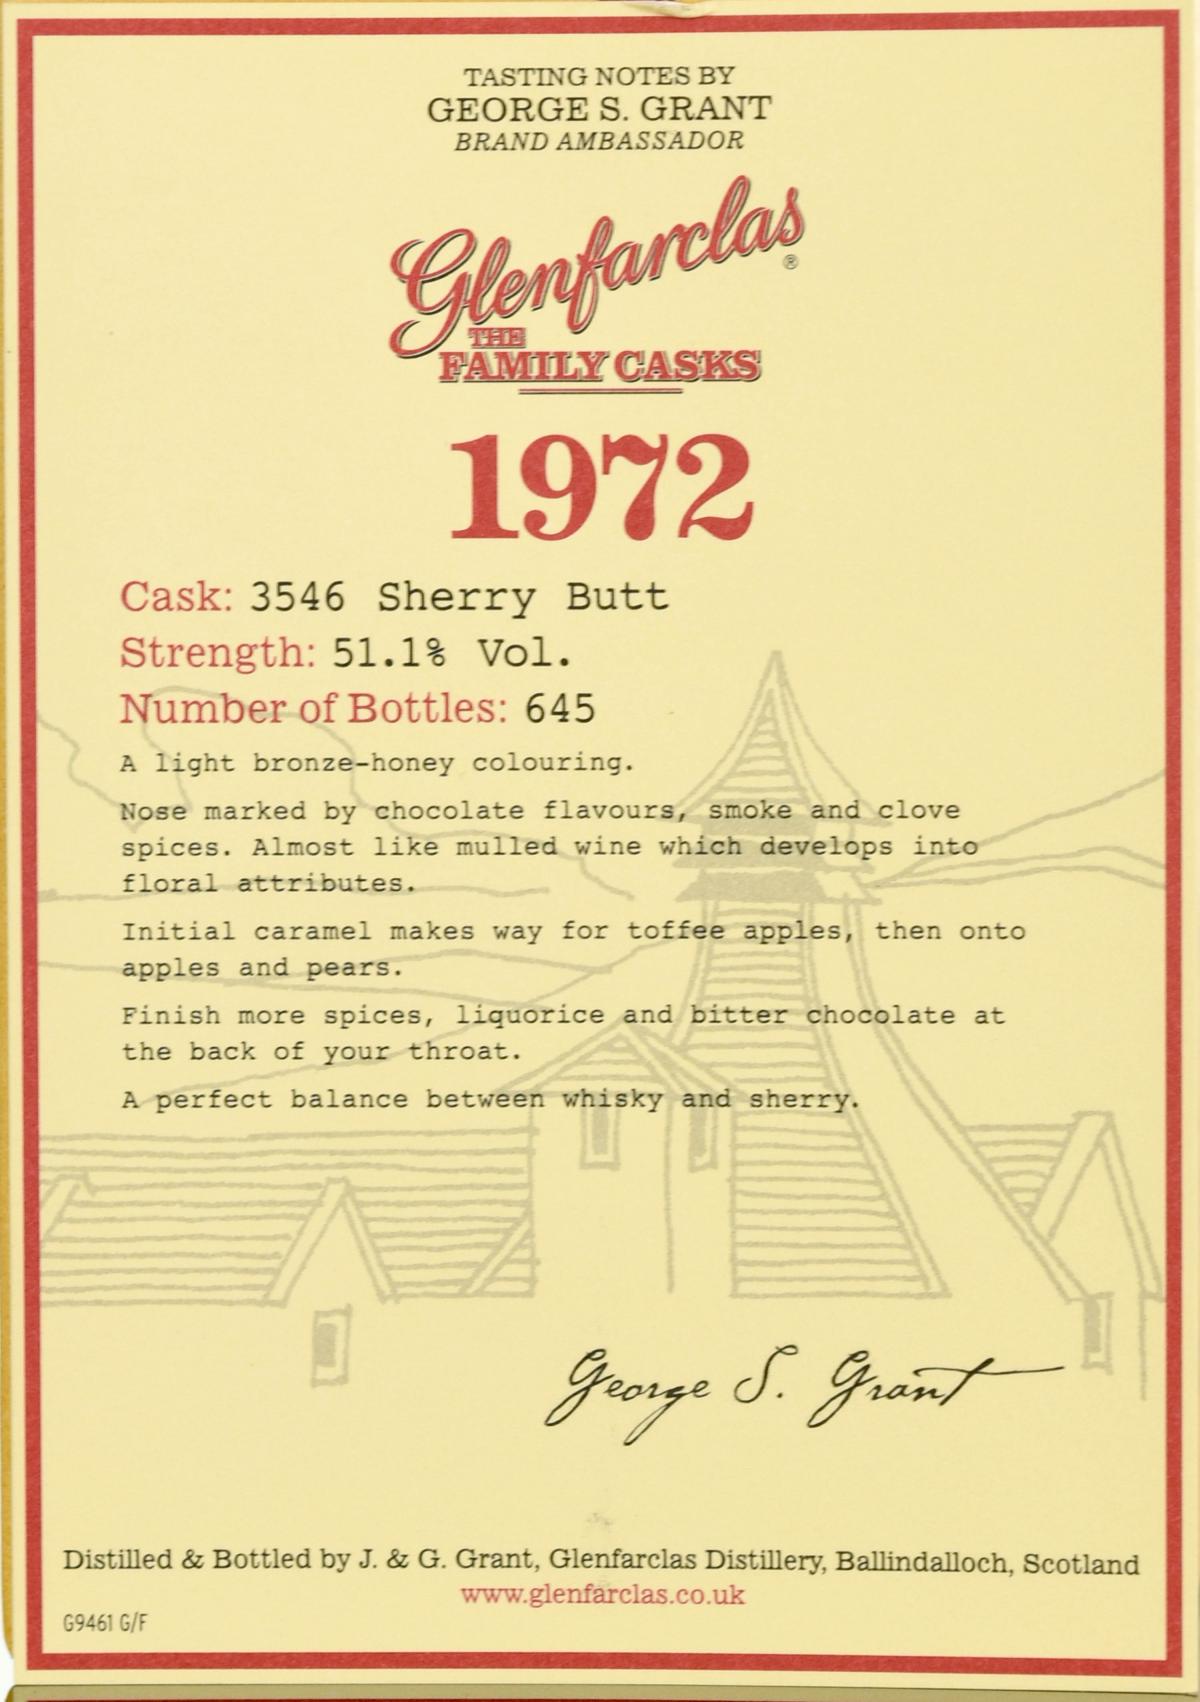 TASTING NOTES BY
GEORGE S. GRANT
BRAND AMBASSADOR
Glenfarclas®
THE
FAMILY CASKS
1972
Cask: 3546 Sherry Butt
Strength: 51.1% Vol.
Number of Bottles: 645
A light bronze-honey colouring.
Nose marked by chocolate flavours, smoke and clove
spices. Almost like mulled wine which develops into
floral attributes.
Initial caramel makes way for toffee apples, then onto
apples and pears.
Finish more spices, liquorice and bitter chocolate at
the back of your throat.
A perfect balance between whisky and sherry.
George S. Grant
Distilled & Bottled by J. & G. Grant, Glenfarclas Distillery, Ballindalloch, Scotland
www.glenfarclas.co.uk
G9461 G/F